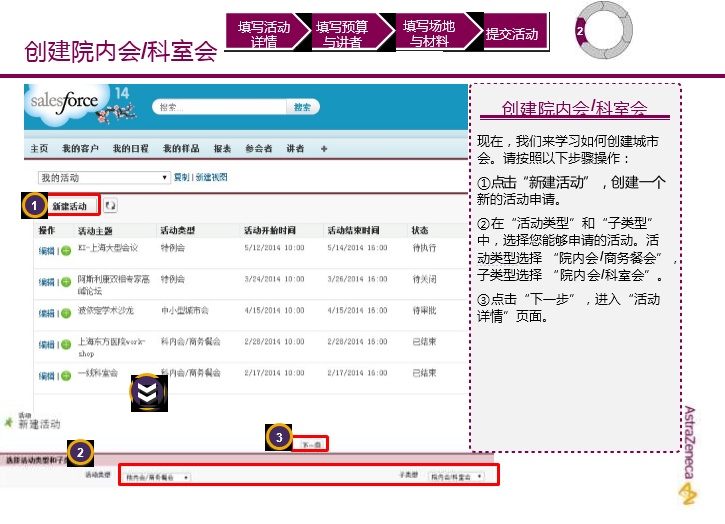 创建院内会/科室会
填写活动
详情
填写预算
与讲者
填写场地
与材料
提交活动
2
salesforce
14
搜索...
搜索
主页 我的客户 我的日程 我的样品 报表 参会者 讲者 +
我的活动
复制 | 新建视图
1
新建活动
操作 活动主题 活动类型 活动开始时间 活动结束时间 状态
编辑 | KI-上海大型会议 特例会 5/12/2014 10:00 5/14/2014 16:00 待执行
编辑 | 阿斯利康双相专家高峰论坛 特例会 3/24/2014 10:00 3/26/2014 16:00 待关闭
编辑 | 波依定学术沙龙 中小型城市会 4/15/2014 10:00 4/15/2014 16:00 待审批
编辑 | 上海东方医院work-shop 科内会/商务餐会 2/28/2014 10:00 2/28/2014 16:00 已结束
编辑 | 一线科室会 科内会/商务餐会 2/17/2014 10:00 2/17/2014 16:00 已结束
活动
新建活动
3
下一步
2
选择活动类型和子类
活动类型 院内会/商务餐会 子类型 院内会/科室会
创建院内会/科室会
现在，我们来学习如何创建城市
会。请按照以下步骤操作：
①点击“新建活动”，创建一个
新的活动申请。
②在“活动类型”和“子类型”
中，选择您能够申请的活动。活
动类型选择 “院内会/商务餐会”，
子类型选择 “院内会/科室会”。
③点击“下一步”，进入“活动
详情”页面。
AstraZeneca